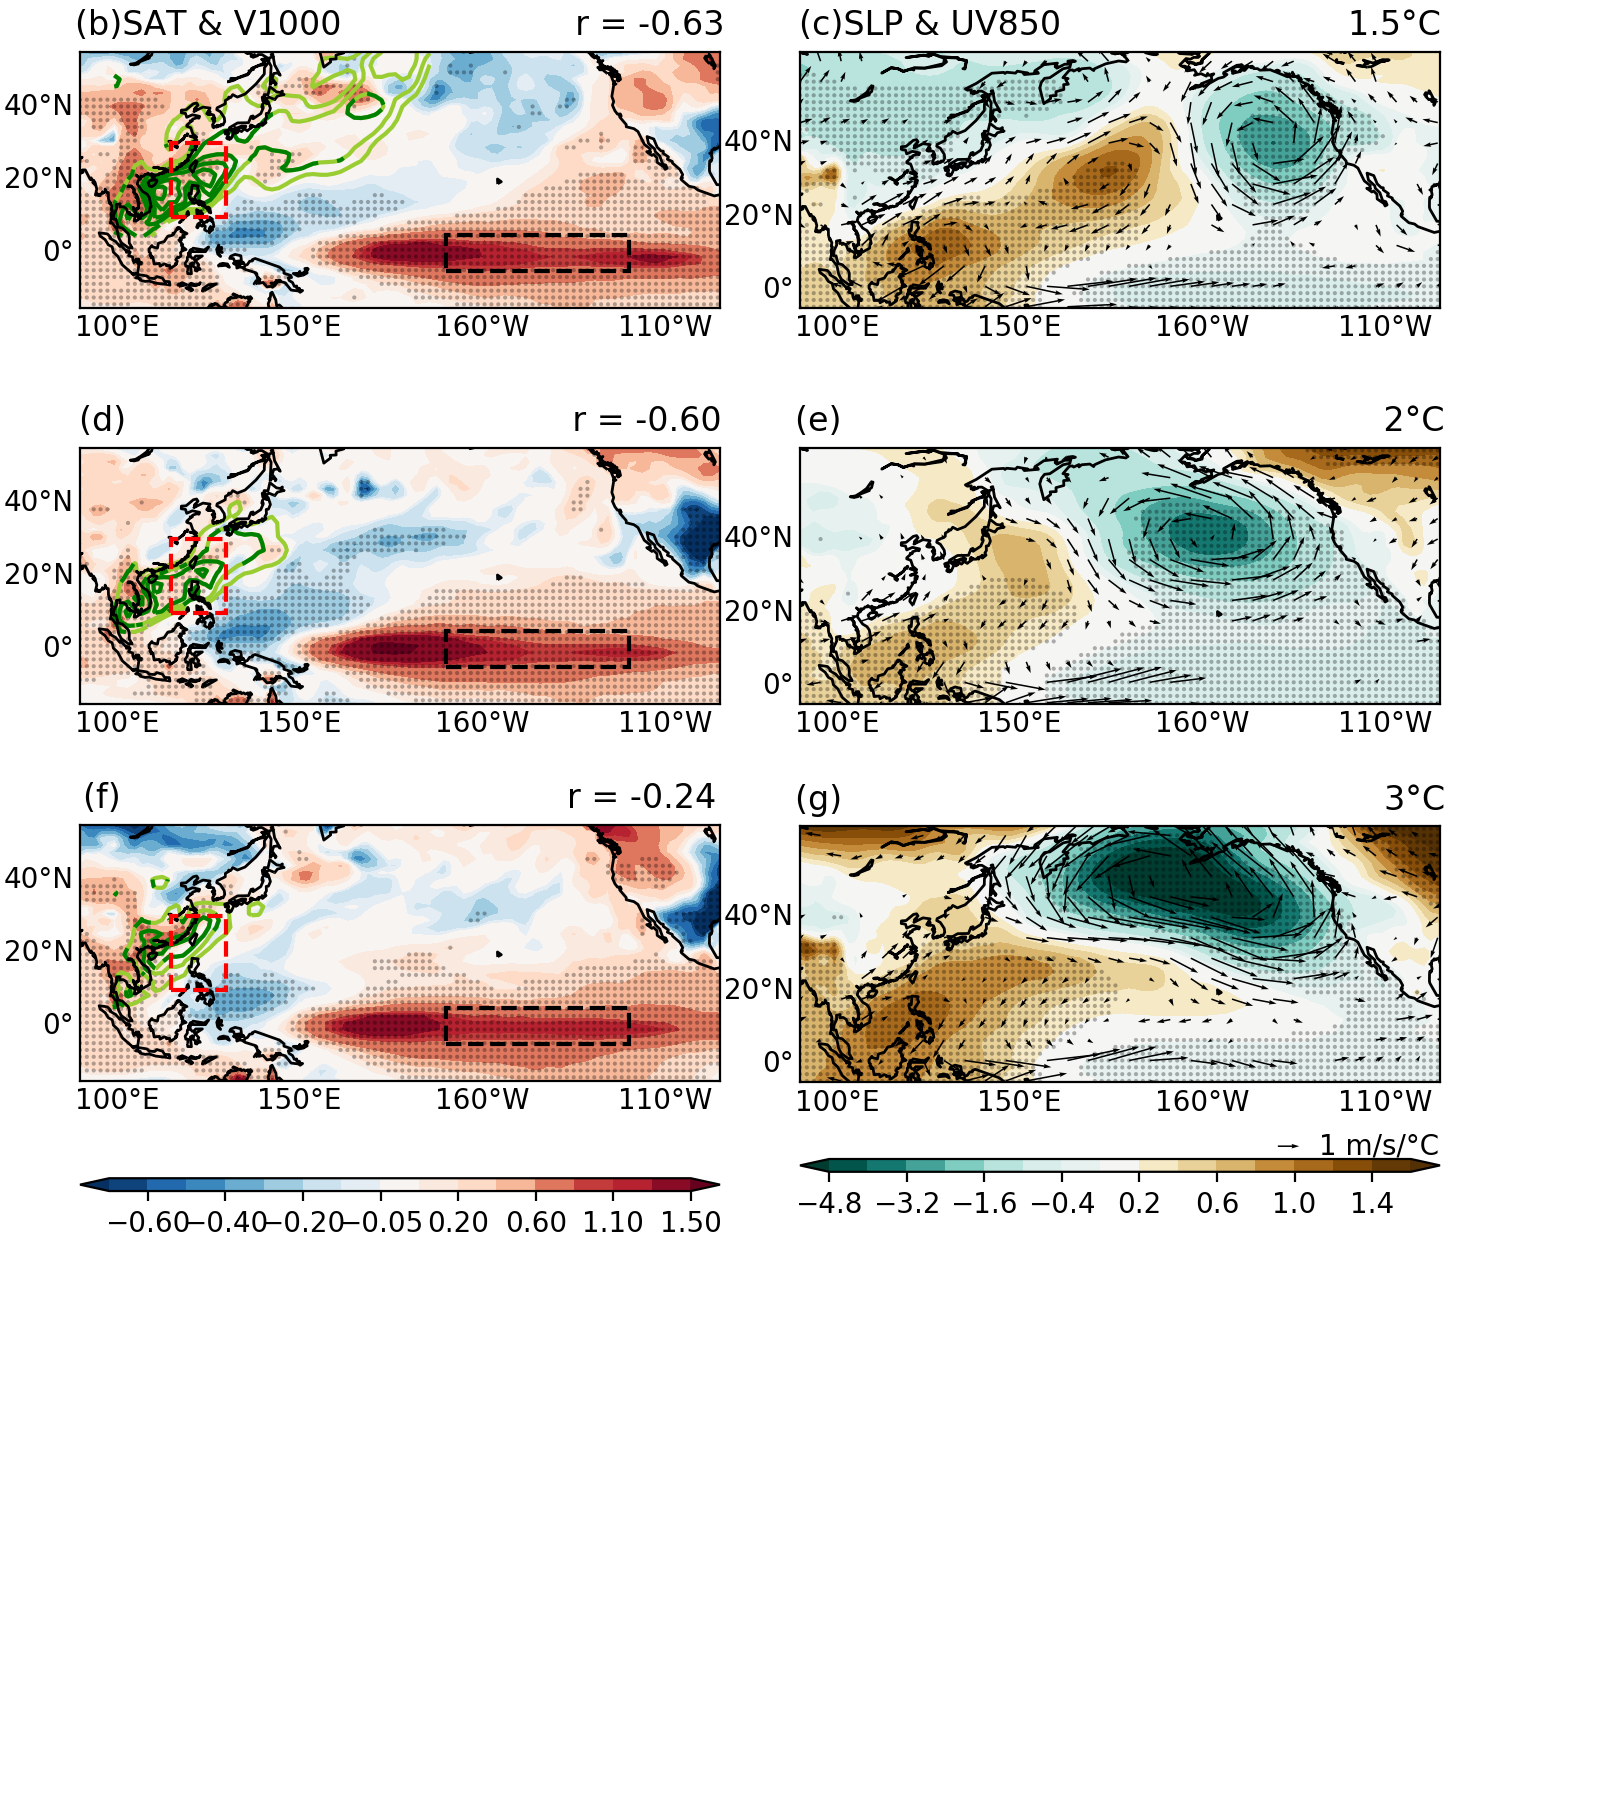 (b)SAT & V1000 r = -0.63
(c)SLP & UV850 1.5°C
40°N
20°N
0°
100°E 150°E 160°W 110°W
40°N
20°N
0°
100°E 150°E 160°W 110°W
(d) r = -0.60
(e) 2°C
40°N
20°N
0°
100°E 150°E 160°W 110°W
40°N
20°N
0°
100°E 150°E 160°W 110°W
(f) r = -0.24
(g) 3°C
40°N
20°N
0°
100°E 150°E 160°W 110°W
40°N
20°N
0°
100°E 150°E 160°W 110°W
1 m/s/°C
−0.60 −0.40 −0.20 −0.05 0.20 0.60 1.10 1.50
−4.8 −3.2 −1.6 −0.4 0.2 0.6 1.0 1.4